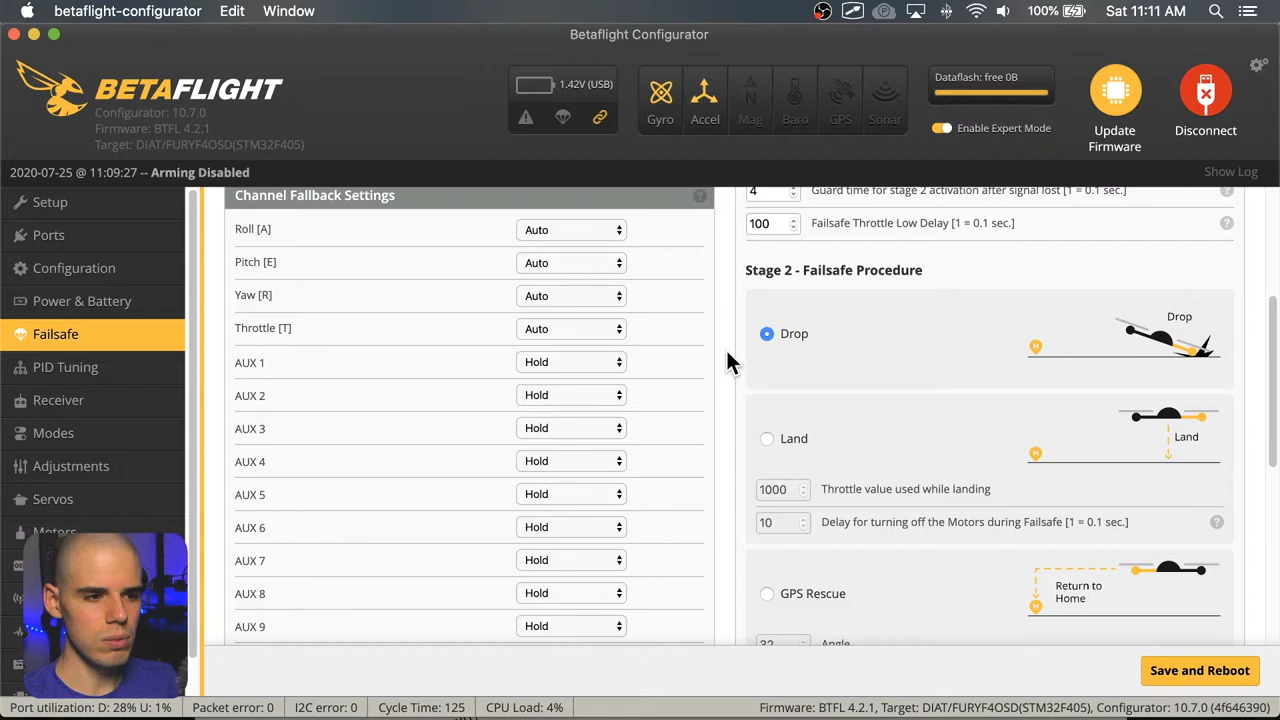 betaflight-configurator Edit Window
100% Sat 11:11 AM
Betaflight Configurator
BETAFLIGHT
Configurator: 10.7.0
Firmware: BTFL 4.2.1
Target: DIAT/FURYF4OSD(STM32F405)
1.42V (USB)
Gyro
Accel
Mag
Baro
GPS
Sonar
Dataflash: free 0B
Enable Expert Mode
Update
Firmware
Disconnect
2020-07-25 @ 11:09:27 -- Arming Disabled
Show Log
Setup
Ports
Configuration
Power & Battery
Failsafe
PID Tuning
Receiver
Modes
Adjustments
Servos
Motors
Channel Fallback Settings
Roll [A] Auto
Pitch [E] Auto
Yaw [R] Auto
Throttle [T] Auto
AUX 1 Hold
AUX 2 Hold
AUX 3 Hold
AUX 4 Hold
AUX 5 Hold
AUX 6 Hold
AUX 7 Hold
AUX 8 Hold
AUX 9 Hold
4 Guard time for stage 2 activation after signal lost [1 = 0.1 sec.]
100 Failsafe Throttle Low Delay [1 = 0.1 sec.]
Stage 2 - Failsafe Procedure
Drop
Drop
Land
Land
1000 Throttle value used while landing
10 Delay for turning off the Motors during Failsafe [1 = 0.1 sec.]
GPS Rescue
Return to
Home
32 Angle
Save and Reboot
Port utilization: D: 28% U: 1%
Packet error: 0
I2C error: 0
Cycle Time: 125
CPU Load: 4%
Firmware: BTFL 4.2.1, Target: DIAT/FURYF4OSD(STM32F405), Configurator: 10.7.0 (4f646390)